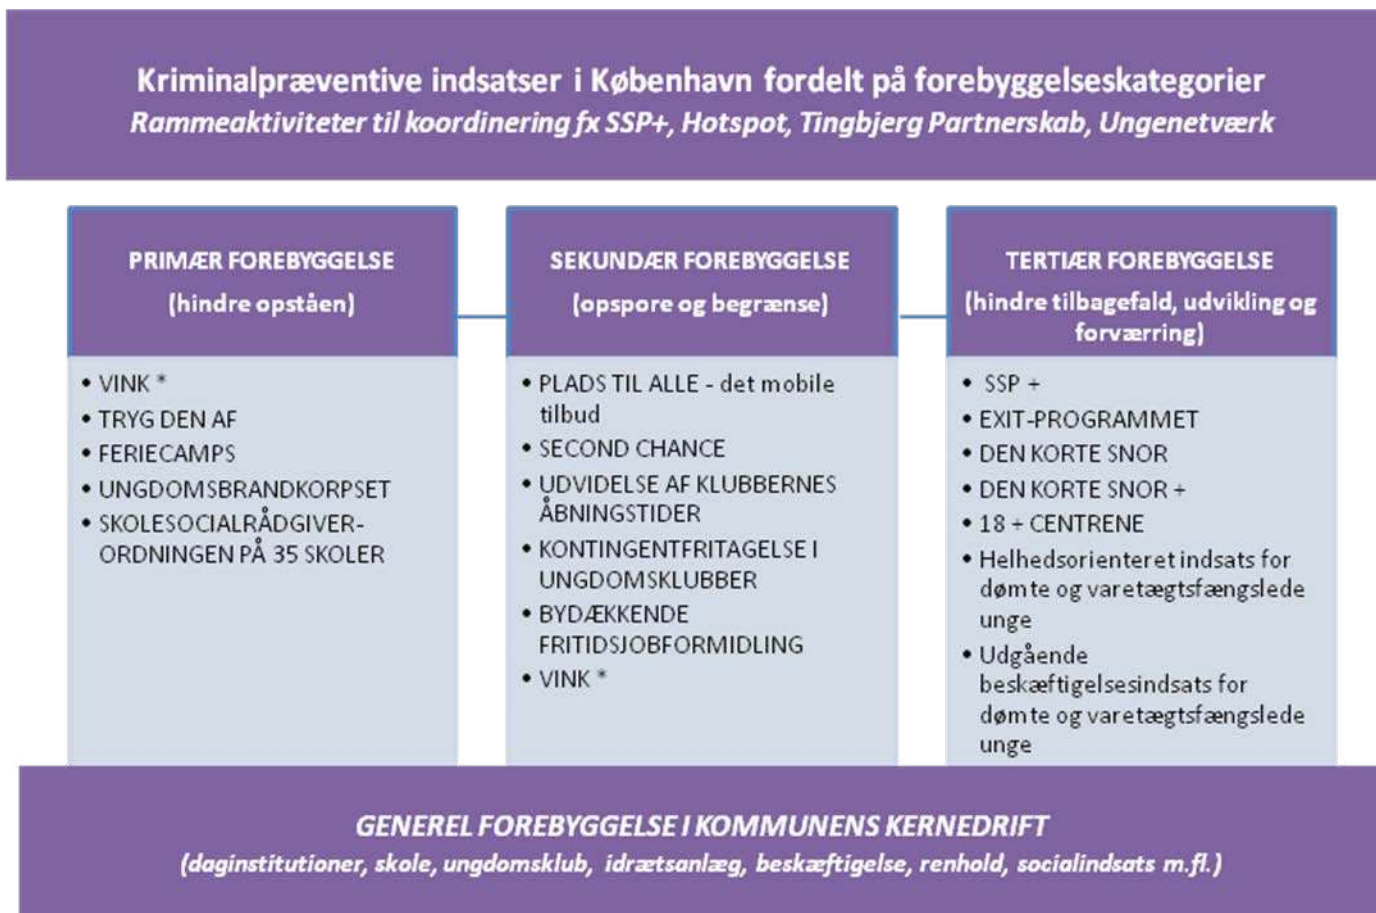 Kriminalpræventive indsatser i København fordelt på forebyggelseskategorier
Rammeaktiviteter til koordinering fx SSP+, Hotspot, Tingbjerg Partnerskab, Ungenetværk
PRIMÆR FOREBYGGELSE
(hindre opståen)
• VINK *
• TRYG DEN AF
• FERIECAMPS
• UNGDOMSBRANDKORPSET
• SKOLESOCIALRÅDGIVER-
ORDNINGEN PÅ 35 SKOLER
SEKUNDÆR FOREBYGGELSE
(opspore og begrænse)
• PLADS TIL ALLE - det mobile
tilbud
• SECOND CHANCE
• UDVIDELSE AF KLUBBERNES
ÅBNINGSTIDER
• KONTINGENTFRITAGELSE I
UNGDOMSKLUBBER
• BYDÆKKENDE
FRITIDSJOBFORMIDLING
• VINK *
TERTIÆR FOREBYGGELSE
(hindre tilbagefald, udvikling og
forværring)
• SSP +
• EXIT-PROGRAMMET
• DEN KORTE SNOR
• DEN KORTE SNOR +
• 18 + CENTRENE
• Helhedsorienteret indsats for
dømte og varetægtsfængslede
unge
• Udgående
beskæftigelsesindsats for
dømte og varetægtsfængslede
unge
GENEREL FOREBYGGELSE I KOMMUNENS KERNEDRIFT
(daginstitutioner, skole, ungdomsklub, idrætsanlæg, beskæftigelse, renhold, socialindsats m.fl.)